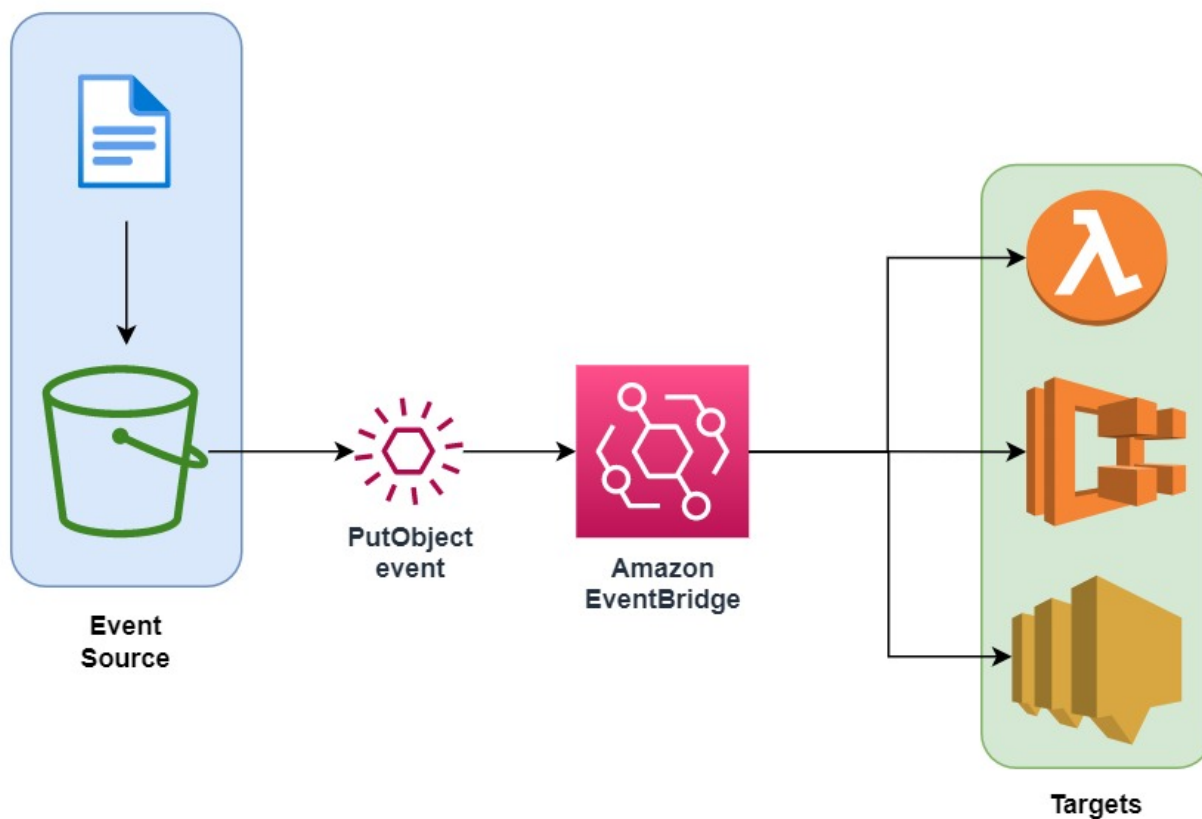 Event
Source
PutObject
event
Amazon
EventBridge
Targets